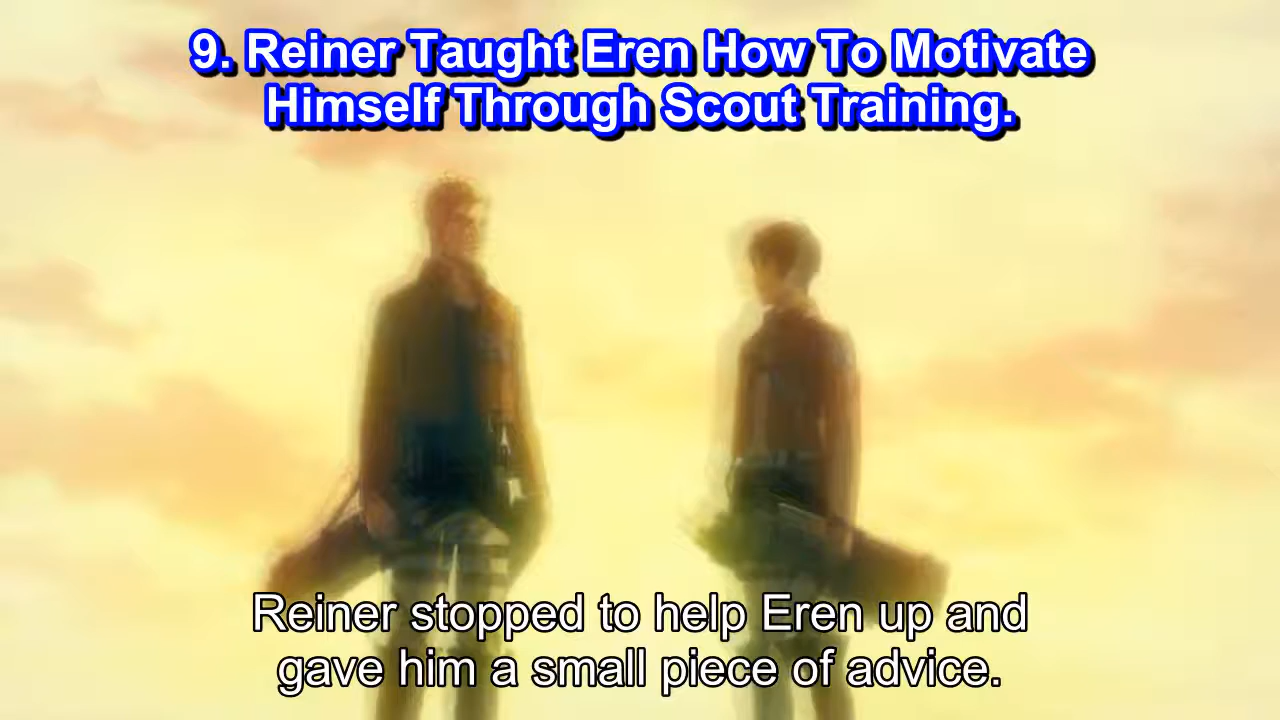 9. Reiner Taught Eren How To Motivate
Himself Through Scout Training.
Reiner stopped to help Eren up and
gave him a small piece of advice.